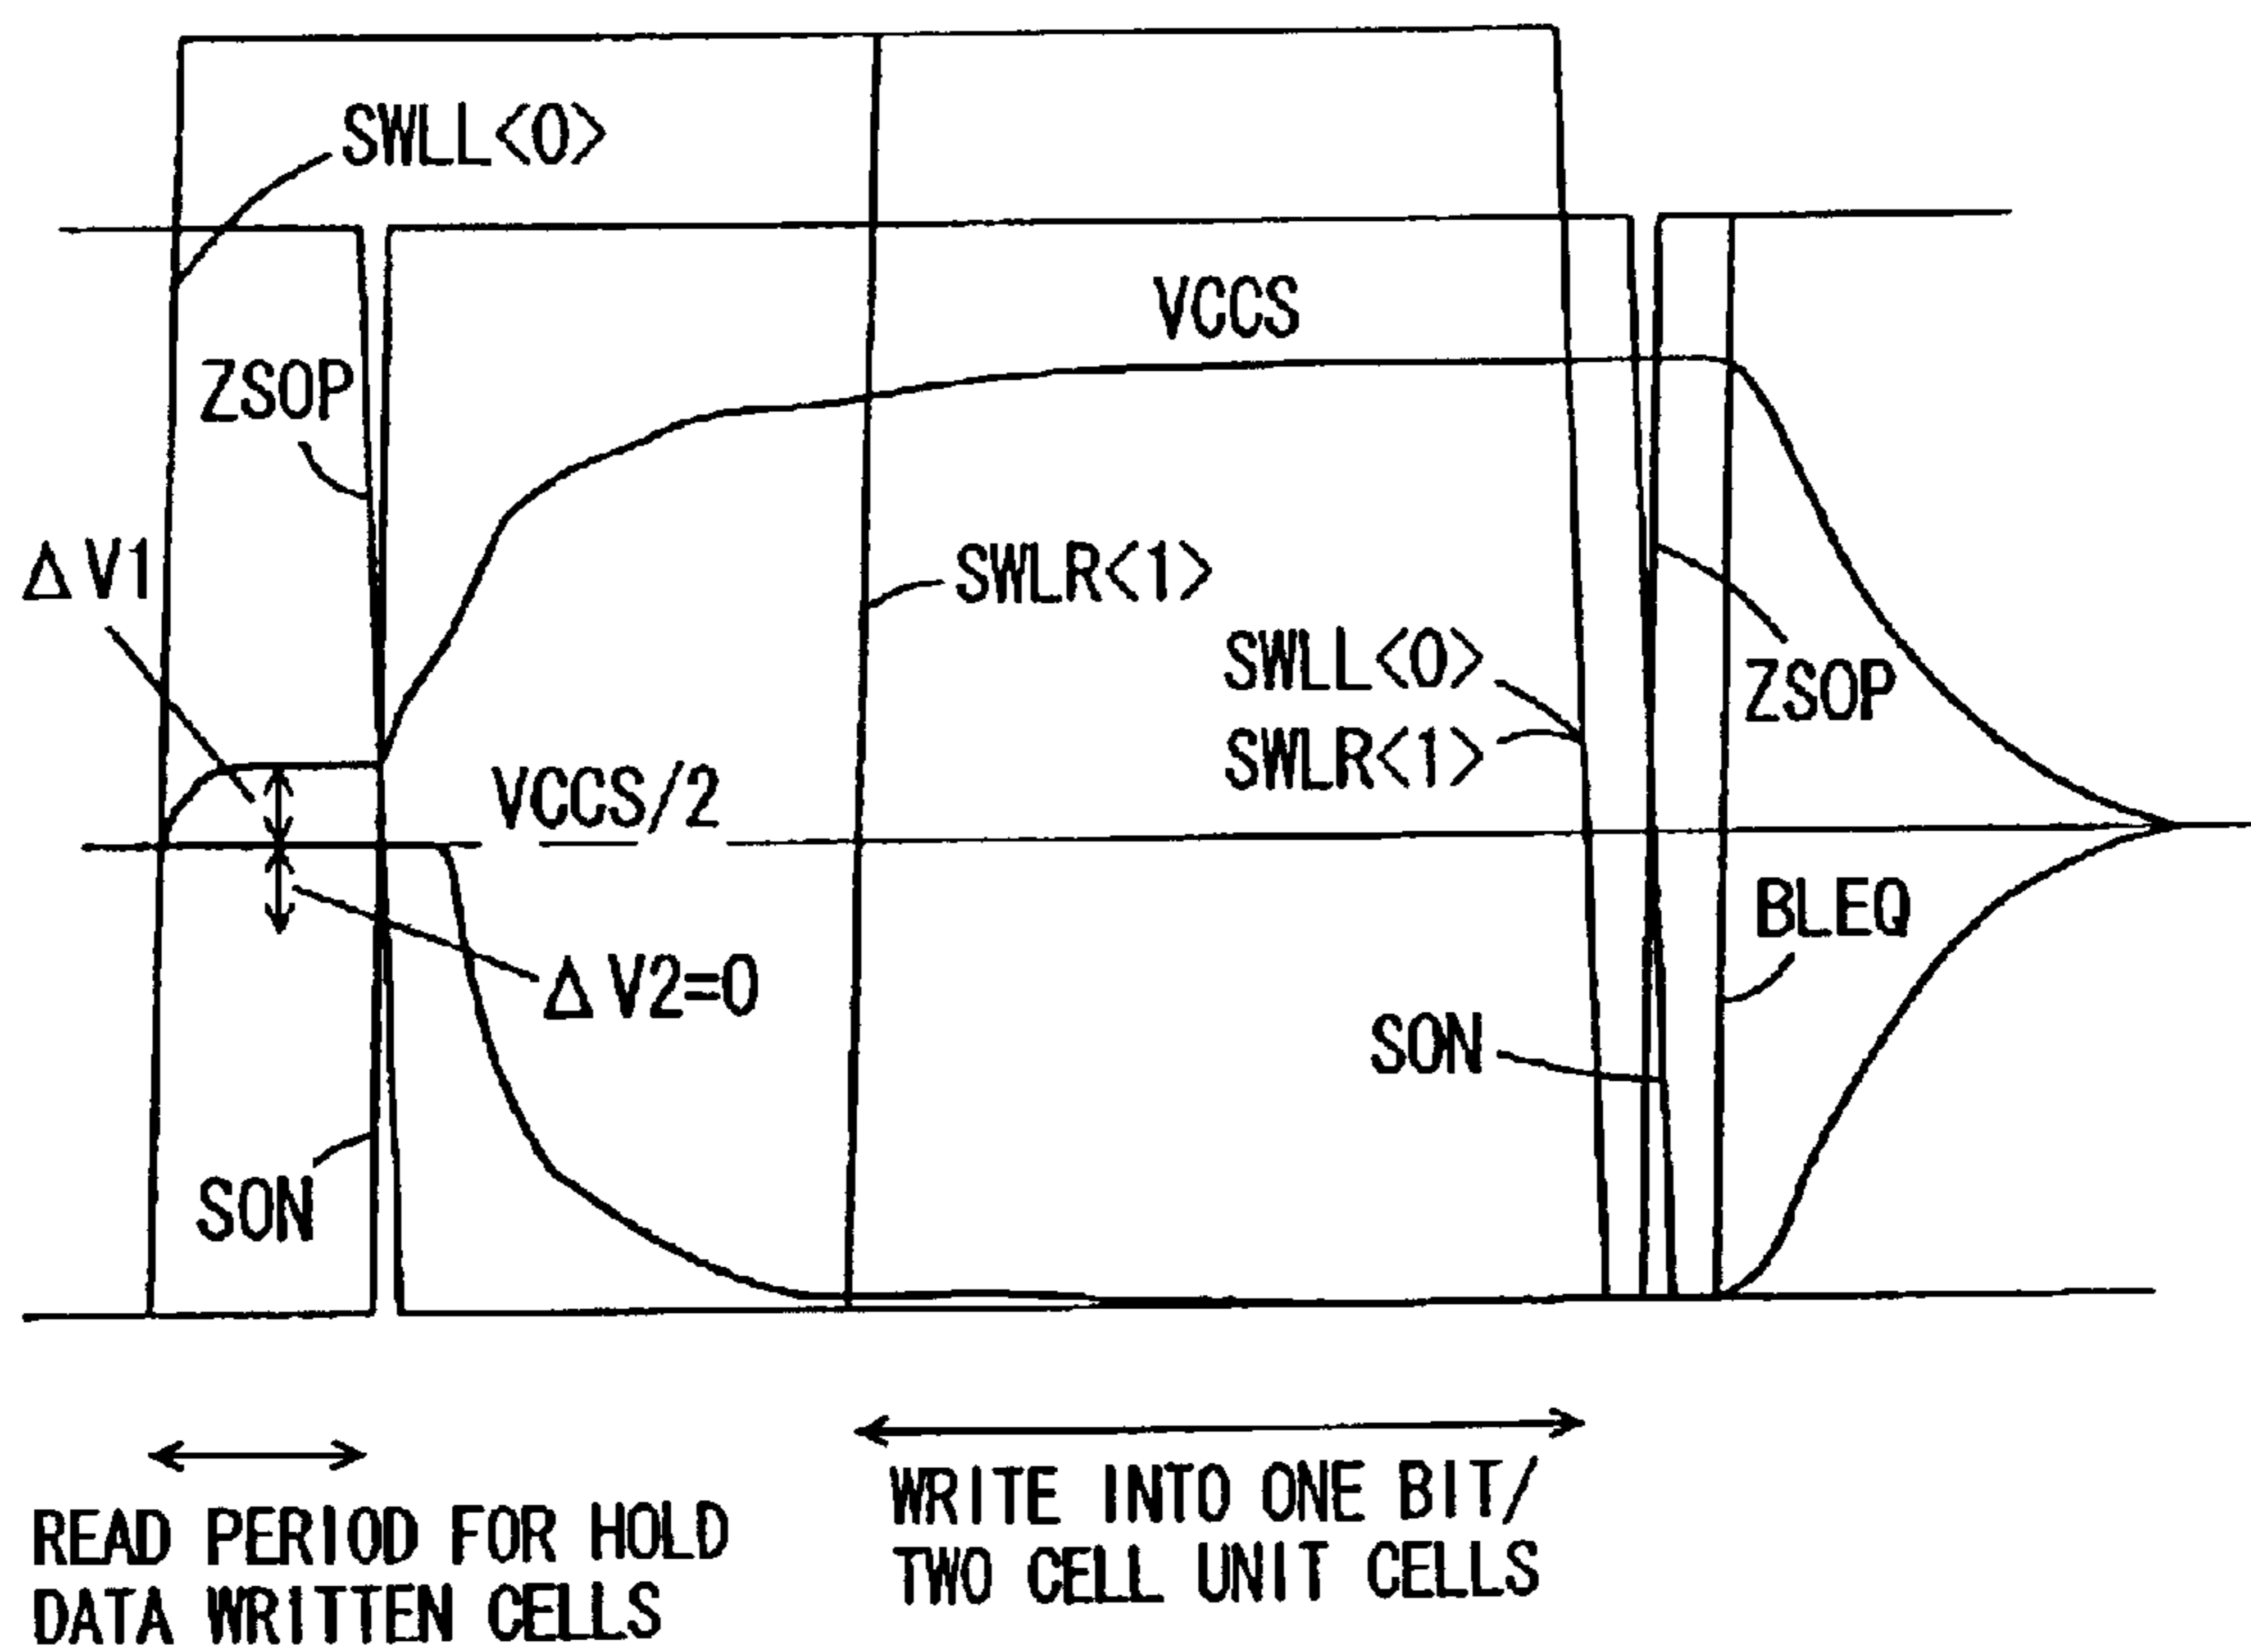 SWLL<0>
VCCS
ZSOP
ΔV1
SWLR<1>
SWLL<0>
ZSOP
SWLR<1>
VCCS/2
BLEQ
ΔV2=0
SON
SON
READ PERIOD FOR HOLD
DATA WRITTEN CELLS
WRITE INTO ONE BIT/
TWO CELL UNIT CELLS